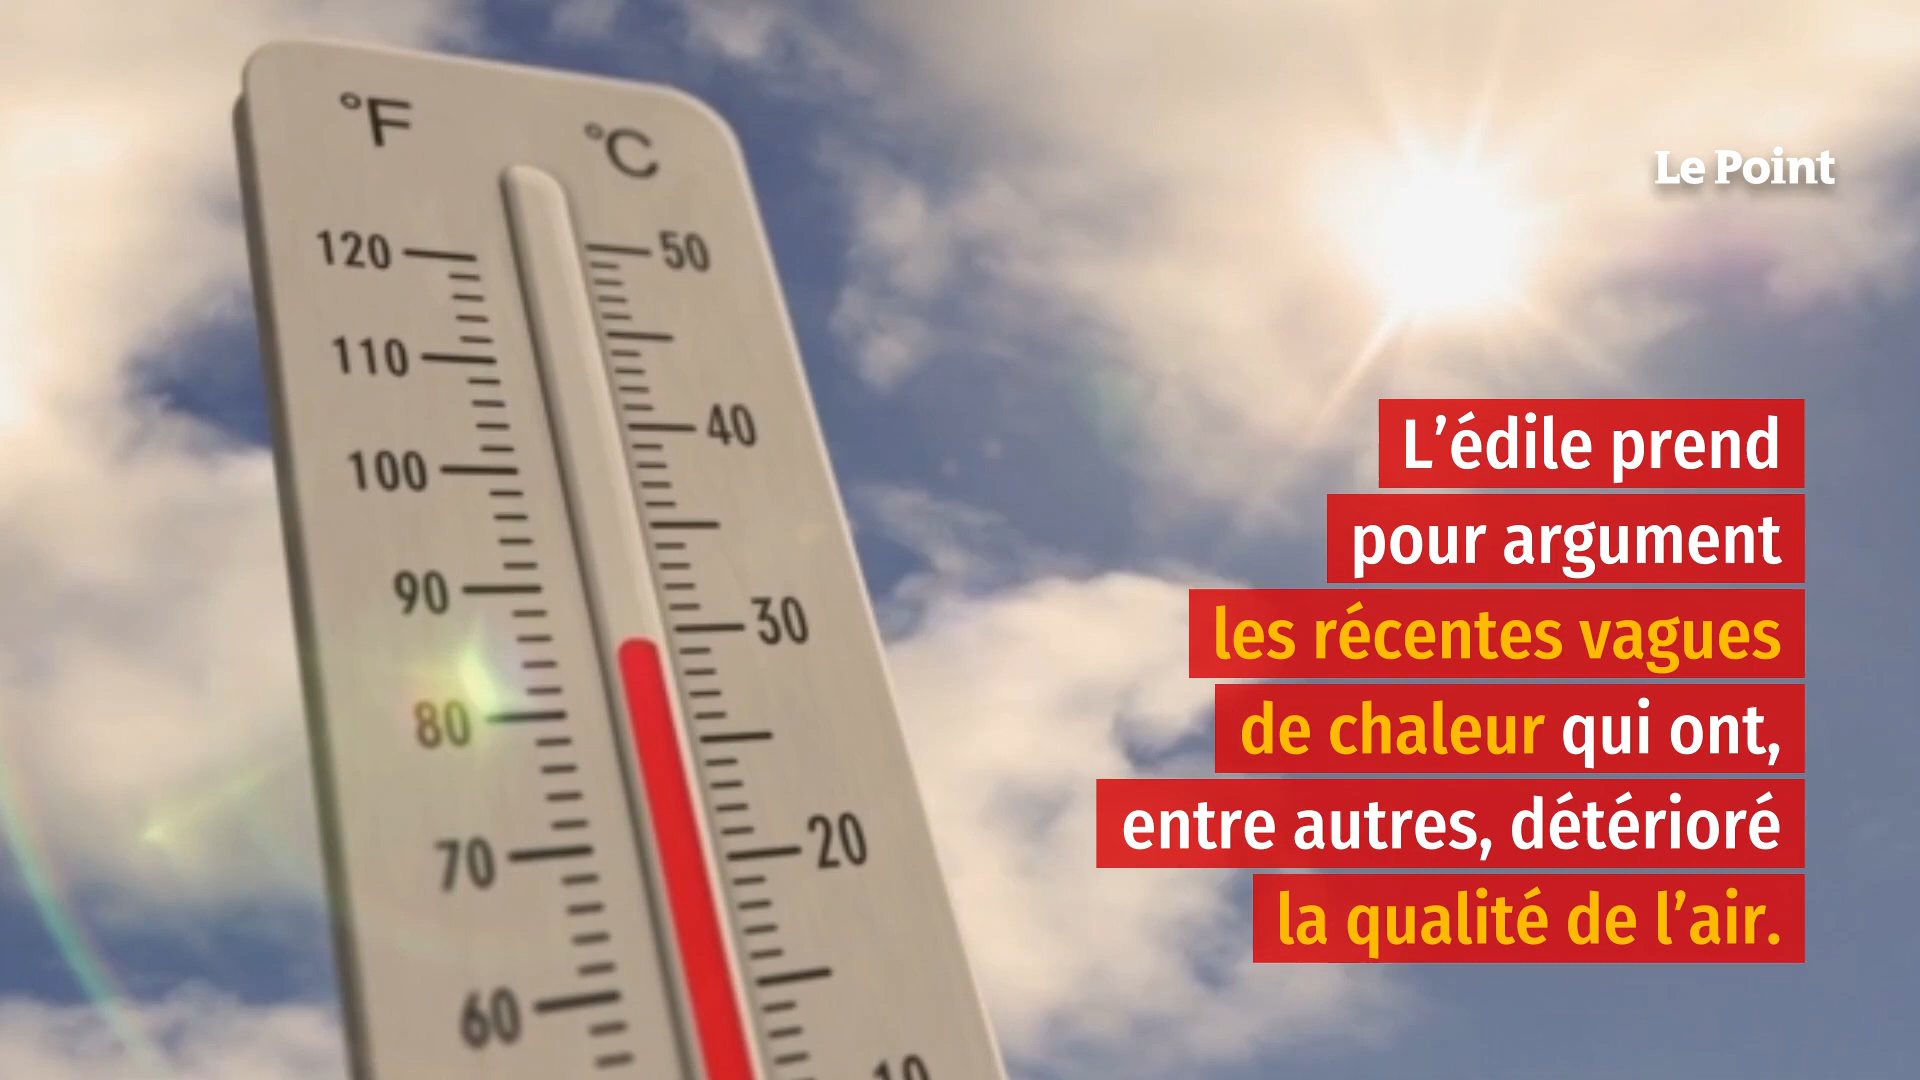 °F
°C
120
50
110
40
100
90
30
80
20
70
60
10
Le Point
L’édile prend
pour argument
les récentes vagues
de chaleur qui ont,
entre autres, détérioré
la qualité de l’air.